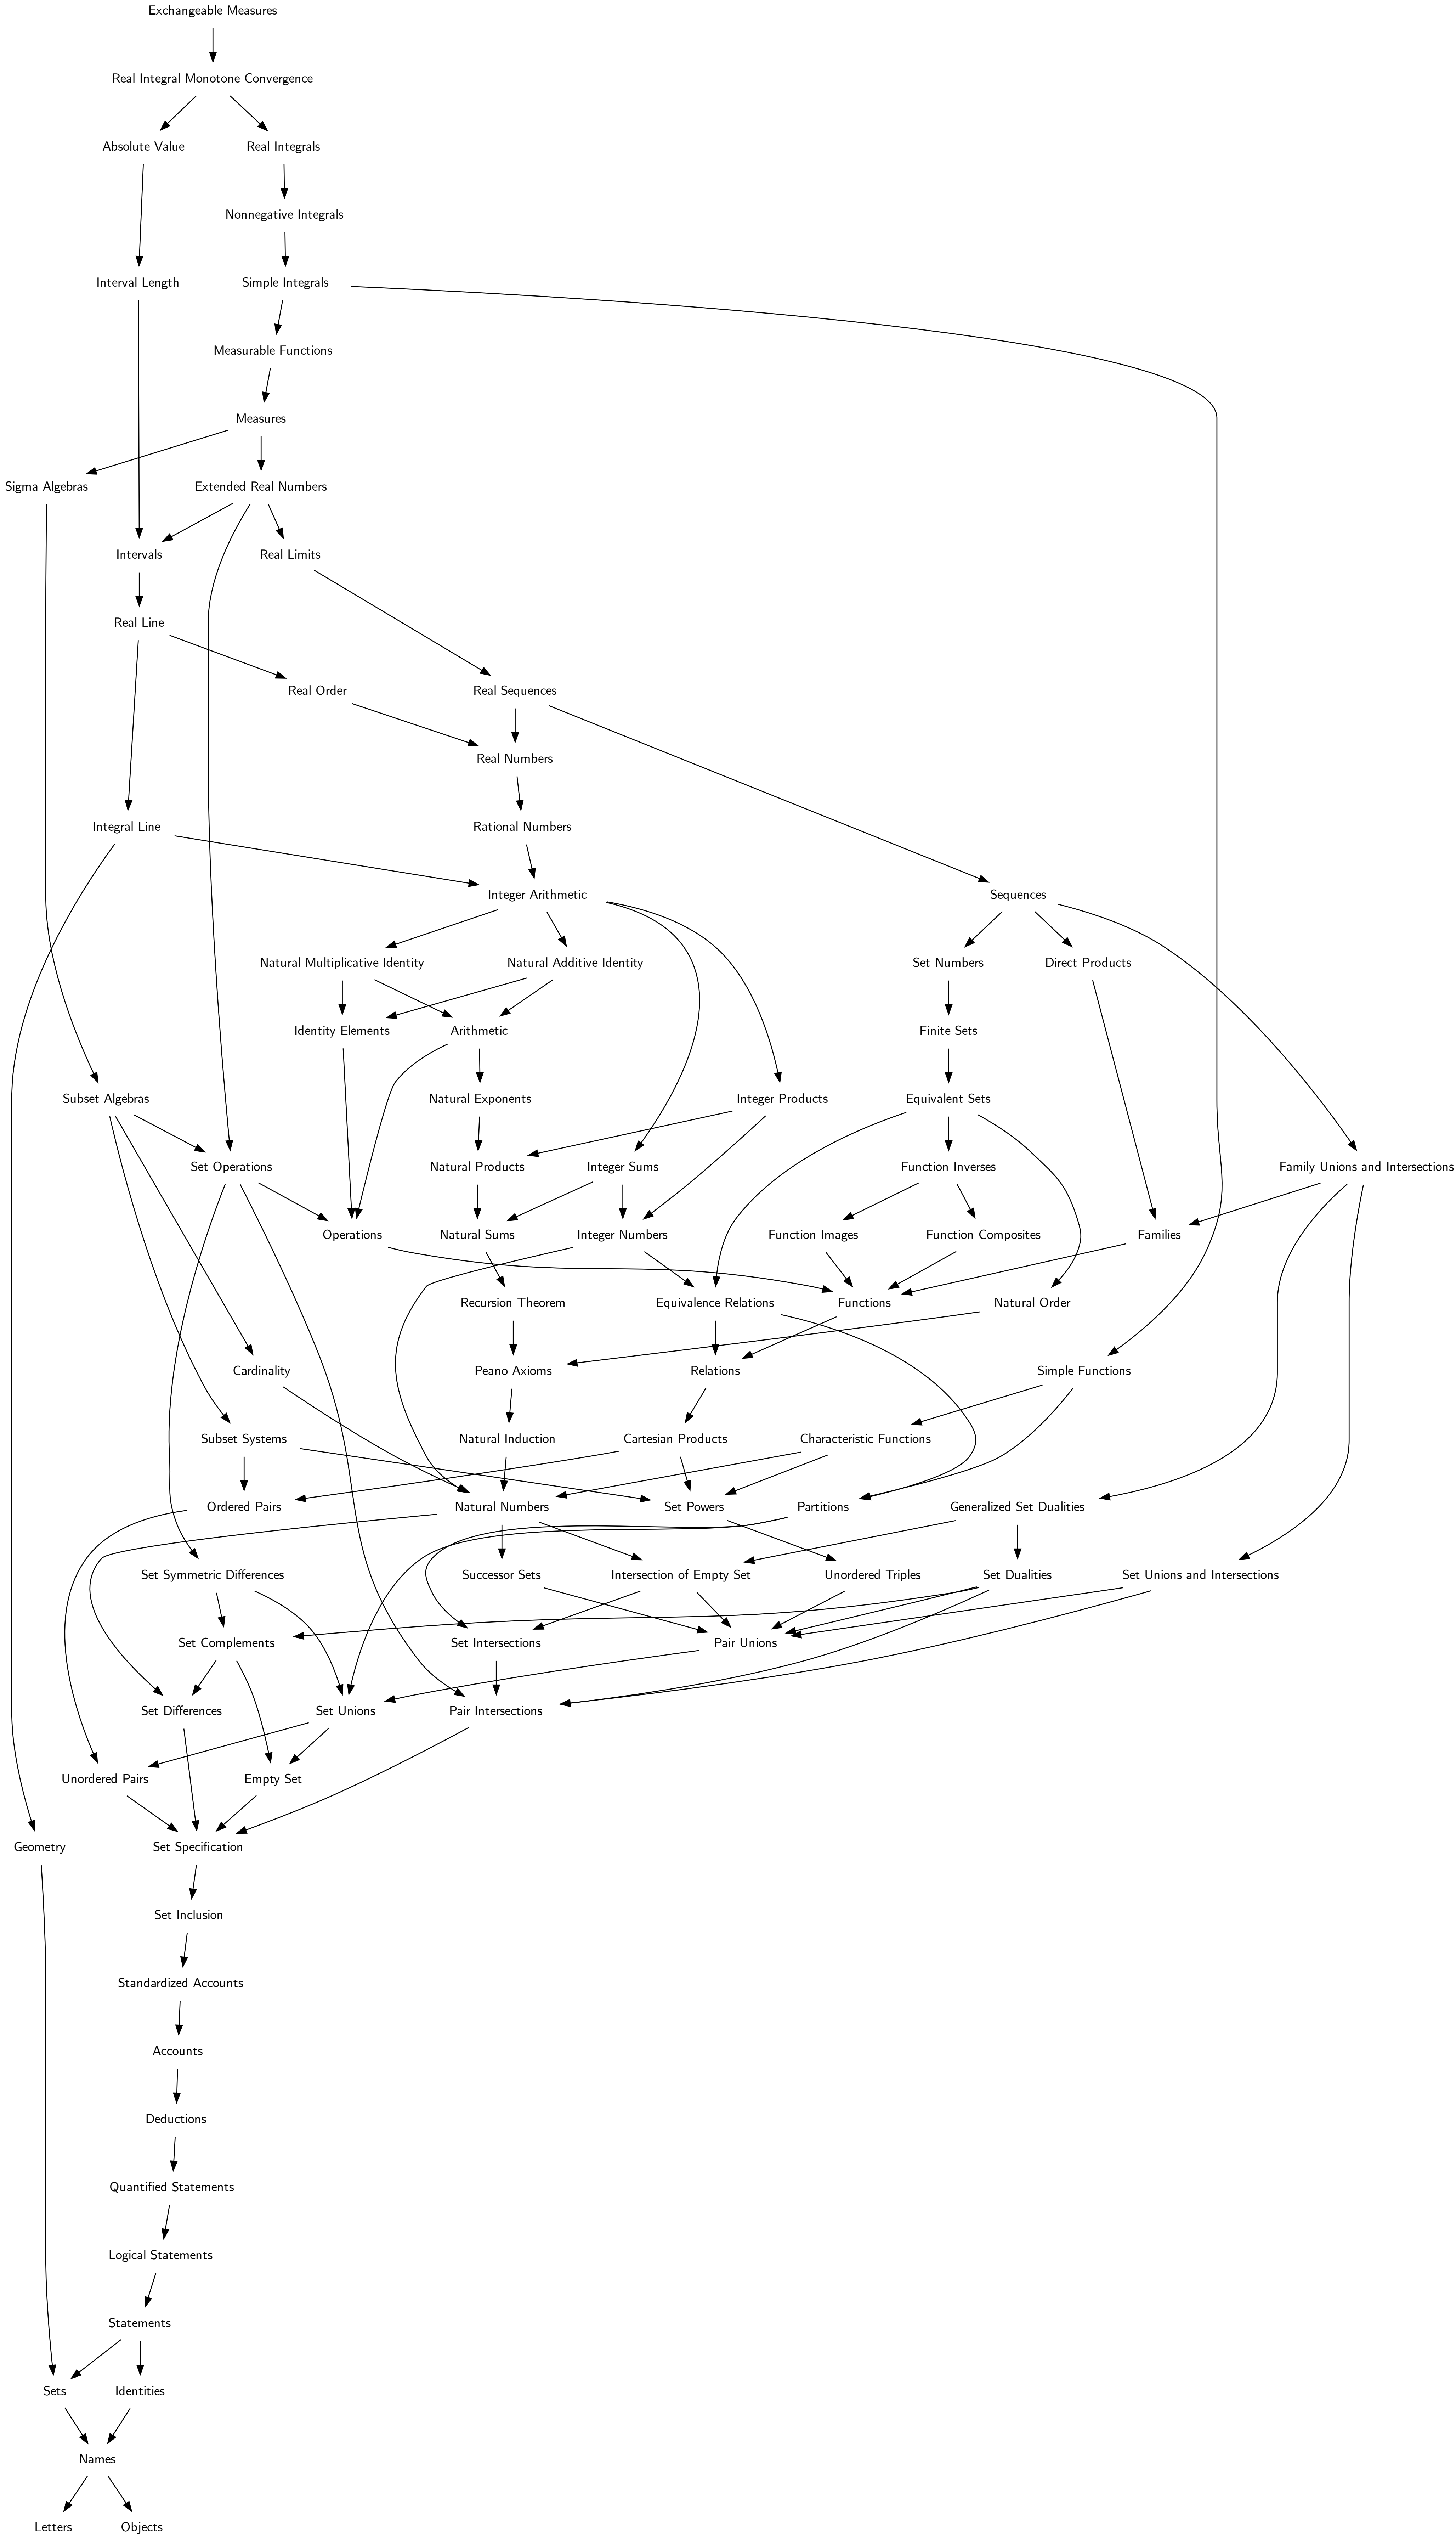 Exchangeable Measures
Real Integral Monotone Convergence
Absolute Value
Real Integrals
Nonnegative Integrals
Interval Length
Simple Integrals
Measurable Functions
Measures
Sigma Algebras
Extended Real Numbers
Intervals
Real Limits
Real Line
Real Order
Real Sequences
Real Numbers
Integral Line
Rational Numbers
Integer Arithmetic
Sequences
Natural Multiplicative Identity
Natural Additive Identity
Set Numbers
Direct Products
Identity Elements
Arithmetic
Finite Sets
Subset Algebras
Natural Exponents
Integer Products
Equivalent Sets
Set Operations
Natural Products
Integer Sums
Function Inverses
Family Unions and Intersections
Operations
Natural Sums
Integer Numbers
Function Images
Function Composites
Families
Recursion Theorem
Equivalence Relations
Functions
Natural Order
Cardinality
Peano Axioms
Relations
Simple Functions
Subset Systems
Natural Induction
Cartesian Products
Characteristic Functions
Ordered Pairs
Natural Numbers
Set Powers
Partitions
Generalized Set Dualities
Set Symmetric Differences
Successor Sets
Intersection of Empty Set
Unordered Triples
Set Dualities
Set Unions and Intersections
Set Complements
Set Intersections
Pair Unions
Set Differences
Set Unions
Pair Intersections
Unordered Pairs
Empty Set
Geometry
Set Specification
Set Inclusion
Standardized Accounts
Accounts
Deductions
Quantified Statements
Logical Statements
Statements
Sets
Identities
Names
Letters
Objects